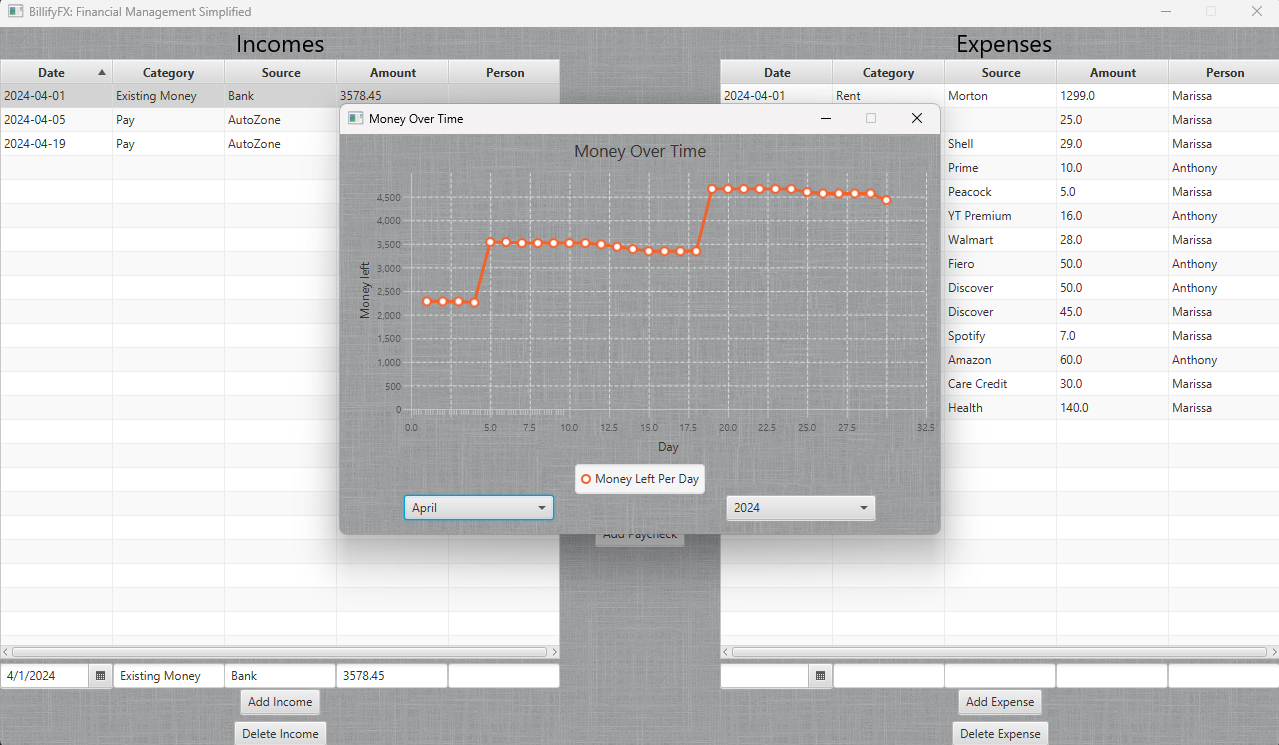 BillifyFX: Financial Management Simplified
Incomes
Expenses
Date Category Source Amount Person
Date Category Source Amount Person
2024-04-01 Existing Money Bank 3578.45
2024-04-05 Pay AutoZone
2024-04-19 Pay AutoZone
2024-04-01 Rent Morton 1299.0 Marissa
25.0 Marissa
Shell 29.0 Marissa
Prime 10.0 Anthony
Peacock 5.0 Marissa
YT Premium 16.0 Anthony
Walmart 28.0 Marissa
Fiero 50.0 Anthony
Discover 50.0 Anthony
Discover 45.0 Marissa
Spotify 7.0 Marissa
Amazon 60.0 Anthony
Care Credit 30.0 Marissa
Health 140.0 Marissa
Money Over Time
Money Over Time
Money left
4,500
4,000
3,500
3,000
2,500
2,000
1,500
1,000
500
0
0.0 5.0 7.5 10.0 12.5 15.0 17.5 20.0 22.5 25.0 27.5 32.5
Day
Money Left Per Day
April
2024
Add Paycheck
4/1/2024 Existing Money Bank 3578.45
Add Income
Delete Income
Add Expense
Delete Expense